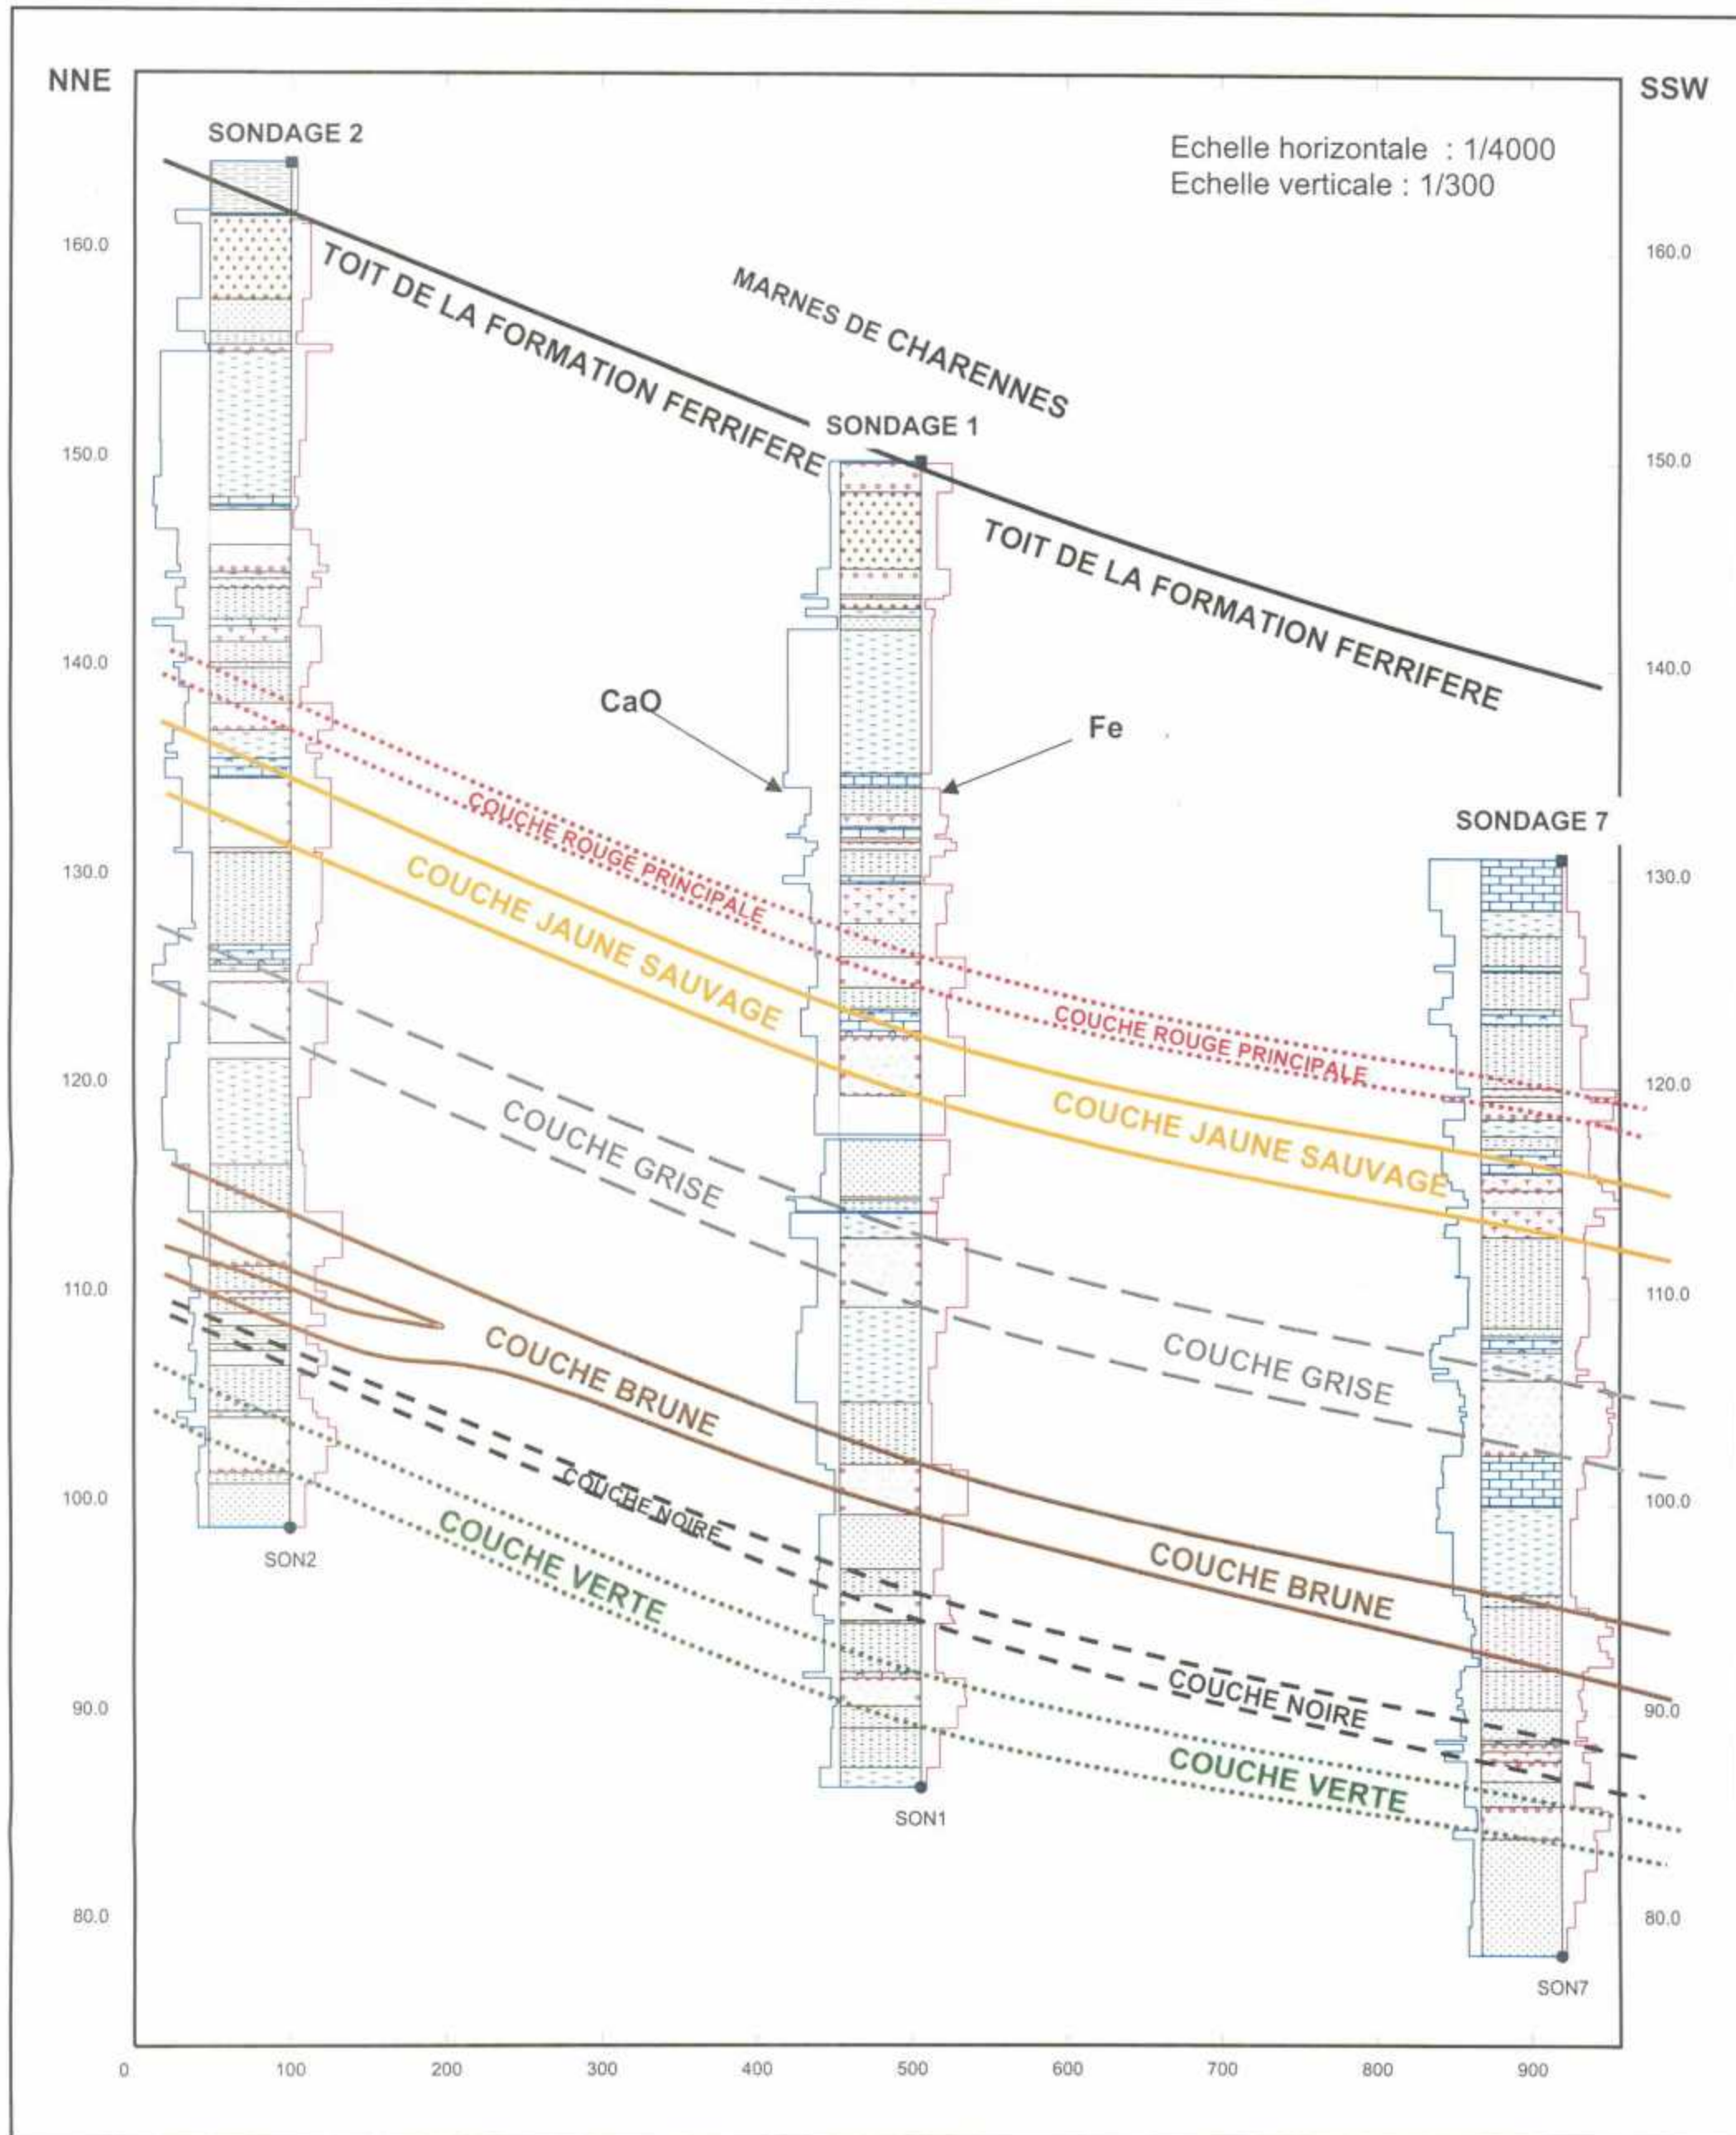 NNE
SSW
SONDAGE 2
Echelle horizontale : 1/4000
Echelle verticale : 1/300
160.0
160.0
TOIT DE LA FORMATION FERRIFERE
MARNES DE CHARENNES
SONDAGE 1
150.0
150.0
TOIT DE LA FORMATION FERRIFERE
140.0
140.0
CaO
Fe
COUCHE ROUGE PRINCIPALE
SONDAGE 7
130.0
130.0
COUCHE JAUNE SAUVAGE
COUCHE ROUGE PRINCIPALE
120.0
120.0
COUCHE JAUNE SAUVAGE
COUCHE GRISE
110.0
110.0
COUCHE GRISE
COUCHE BRUNE
100.0
100.0
COUCHE NOIRE
SON2
COUCHE VERTE
COUCHE BRUNE
90.0
90.0
COUCHE NOIRE
COUCHE VERTE
SON1
80.0
80.0
SON7
0 100 200 300 400 500 600 700 800 900